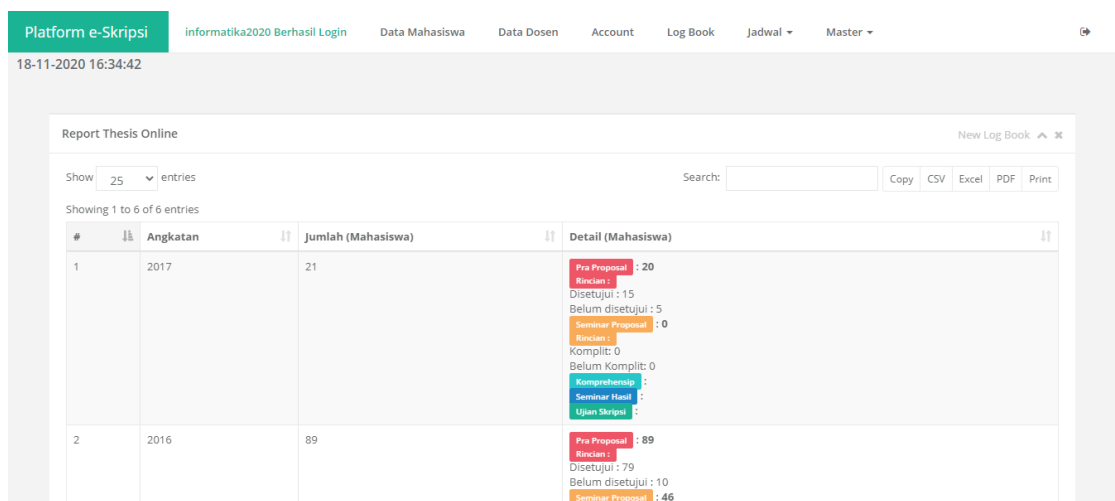 Platform e-Skripsi informatika2020 Berhasil Login Data Mahasiswa Data Dosen Account Log Book Jadwal Master
18-11-2020 16:34:42
Report Thesis Online New Log Book
Show 25 entries Search: Copy CSV Excel PDF Print
Showing 1 to 6 of 6 entries
# Angkatan Jumlah (Mahasiswa) Detail (Mahasiswa)
1 2017 21 Pra Proposal : 20
Rincian :
Disetujui : 15
Belum disetujui : 5
Seminar Proposal : 0
Rincian :
Komplit: 0
Belum Komplit: 0
Komprehensip :
Seminar Hasil :
Ujian Skripsi :
2 2016 89 Pra Proposal : 89
Rincian :
Disetujui : 79
Belum disetujui : 10
Seminar Proposal : 46